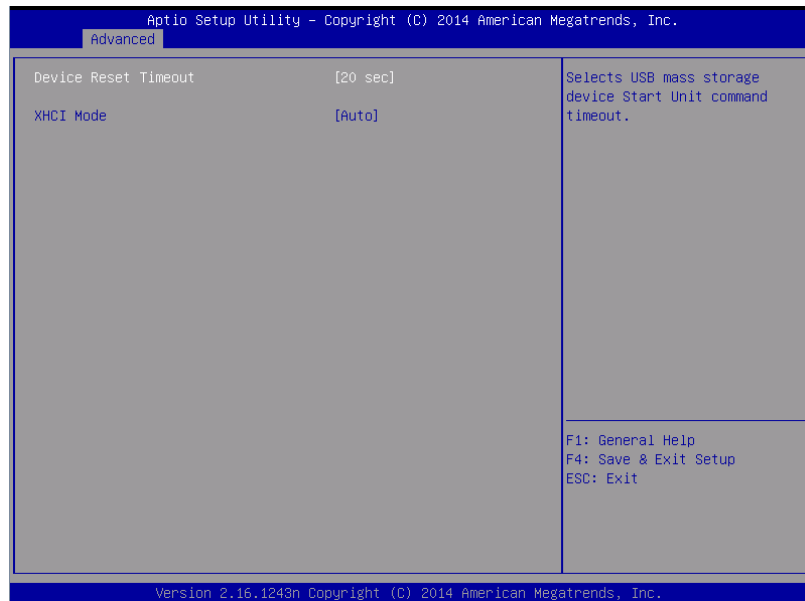 Aptio Setup Utility – Copyright (C) 2014 American Megatrends, Inc.
Advanced
Device Reset Timeout [20 sec]
XHCI Mode [Auto]
Selects USB mass storage
device Start Unit command
timeout.
F1: General Help
F4: Save & Exit Setup
ESC: Exit
Version 2.16.1243n Copyright (C) 2014 American Megatrends, Inc.